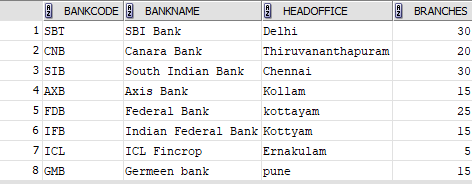 BANKCODE BANKNAME HEADOFFICE BRANCHES
1 SBT SBI Bank Delhi 30
2 CNB Canara Bank Thiruvananthapuram 20
3 SIB South Indian Bank Chennai 30
4 AXB Axis Bank Kollam 15
5 FDB Federal Bank kottayam 25
6 IFB Indian Federal Bank Kottyam 15
7 ICL ICL Fincrop Ernakulam 5
8 GMB Germeen bank pune 15